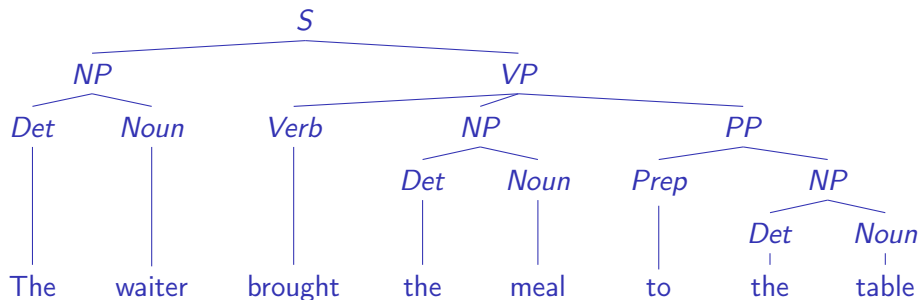 S
NP VP
Det Noun Verb NP PP
Det Noun Prep NP
Det Noun
The waiter brought the meal to the table